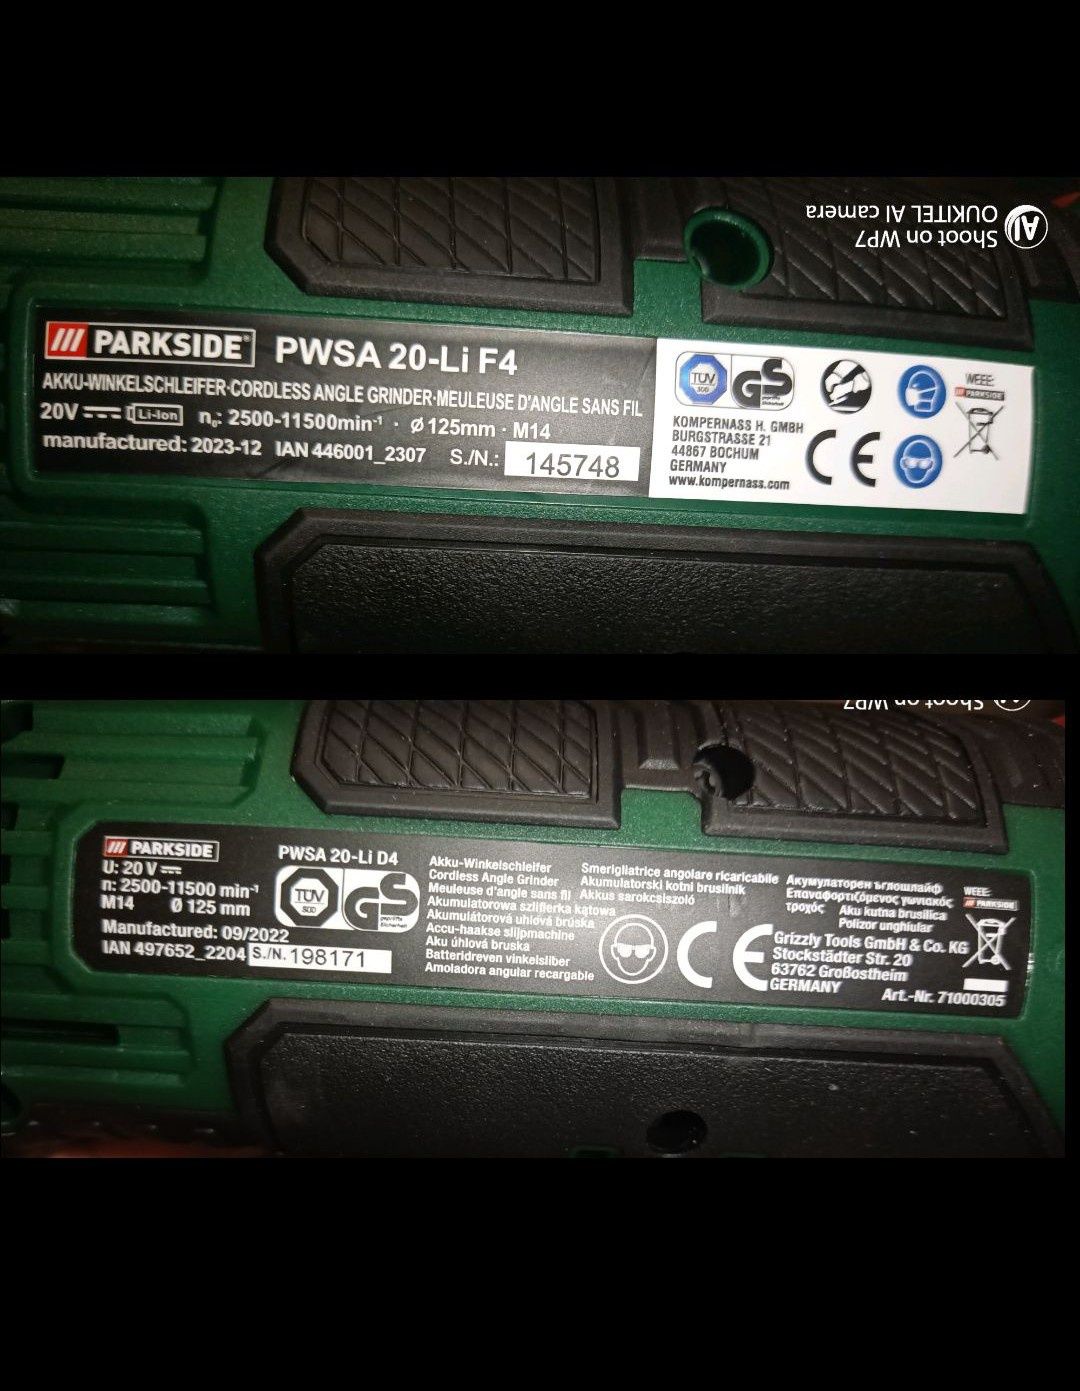 Shoot on WP7
OUKITEL AI camera
AI
PARKSIDE® PWSA 20-Li F4
AKKU-WINKELSCHLEIFER·CORDLESS ANGLE GRINDER·MEULEUSE D'ANGLE SANS FIL
20V Li-Ion n₀: 2500-11500min⁻¹ · Ø125mm · M14
manufactured: 2023-12 IAN 446001_2307 S./N.: 145748
TÜV SÜD GS
KOMPERNASS H. GMBH
BURGSTRASSE 21
44867 BOCHUM
GERMANY
www.kompernass.com
CE
WEEE:
PARKSIDE
Shoot on WP7
PARKSIDE
U: 20 V
n: 2500-11500 min⁻¹
M14 Ø 125 mm
Manufactured: 09/2022
IAN 497652_2204 S./N. 198171
PWSA 20-Li D4
TÜV SÜD GS geprüfte Sicherheit
Akku-Winkelschleifer
Cordless Angle Grinder
Meuleuse d'angle sans fil
Akumulatorowa szlifierka kątowa
Akumulátorová úhlová bruska
Accu-haakse slijpmachine
Aku úhlová bruska
Batteridreven vinkelsliber
Amoladora angular recargable
Smerigliatrice angolare ricaricabile
Akumulatorski kotni brusilnik
Akkus sarokcsiszoló
Акумулаторен ъглошлайф
Επαναφορτιζόμενος γωνιακός
τροχός Aku kutna brusilica
Polizor unghiular
CE
Grizzly Tools GmbH & Co. KG
Stockstädter Str. 20
63762 Großostheim
GERMANY
Art.-Nr. 71000305
WEEE:
PARKSIDE